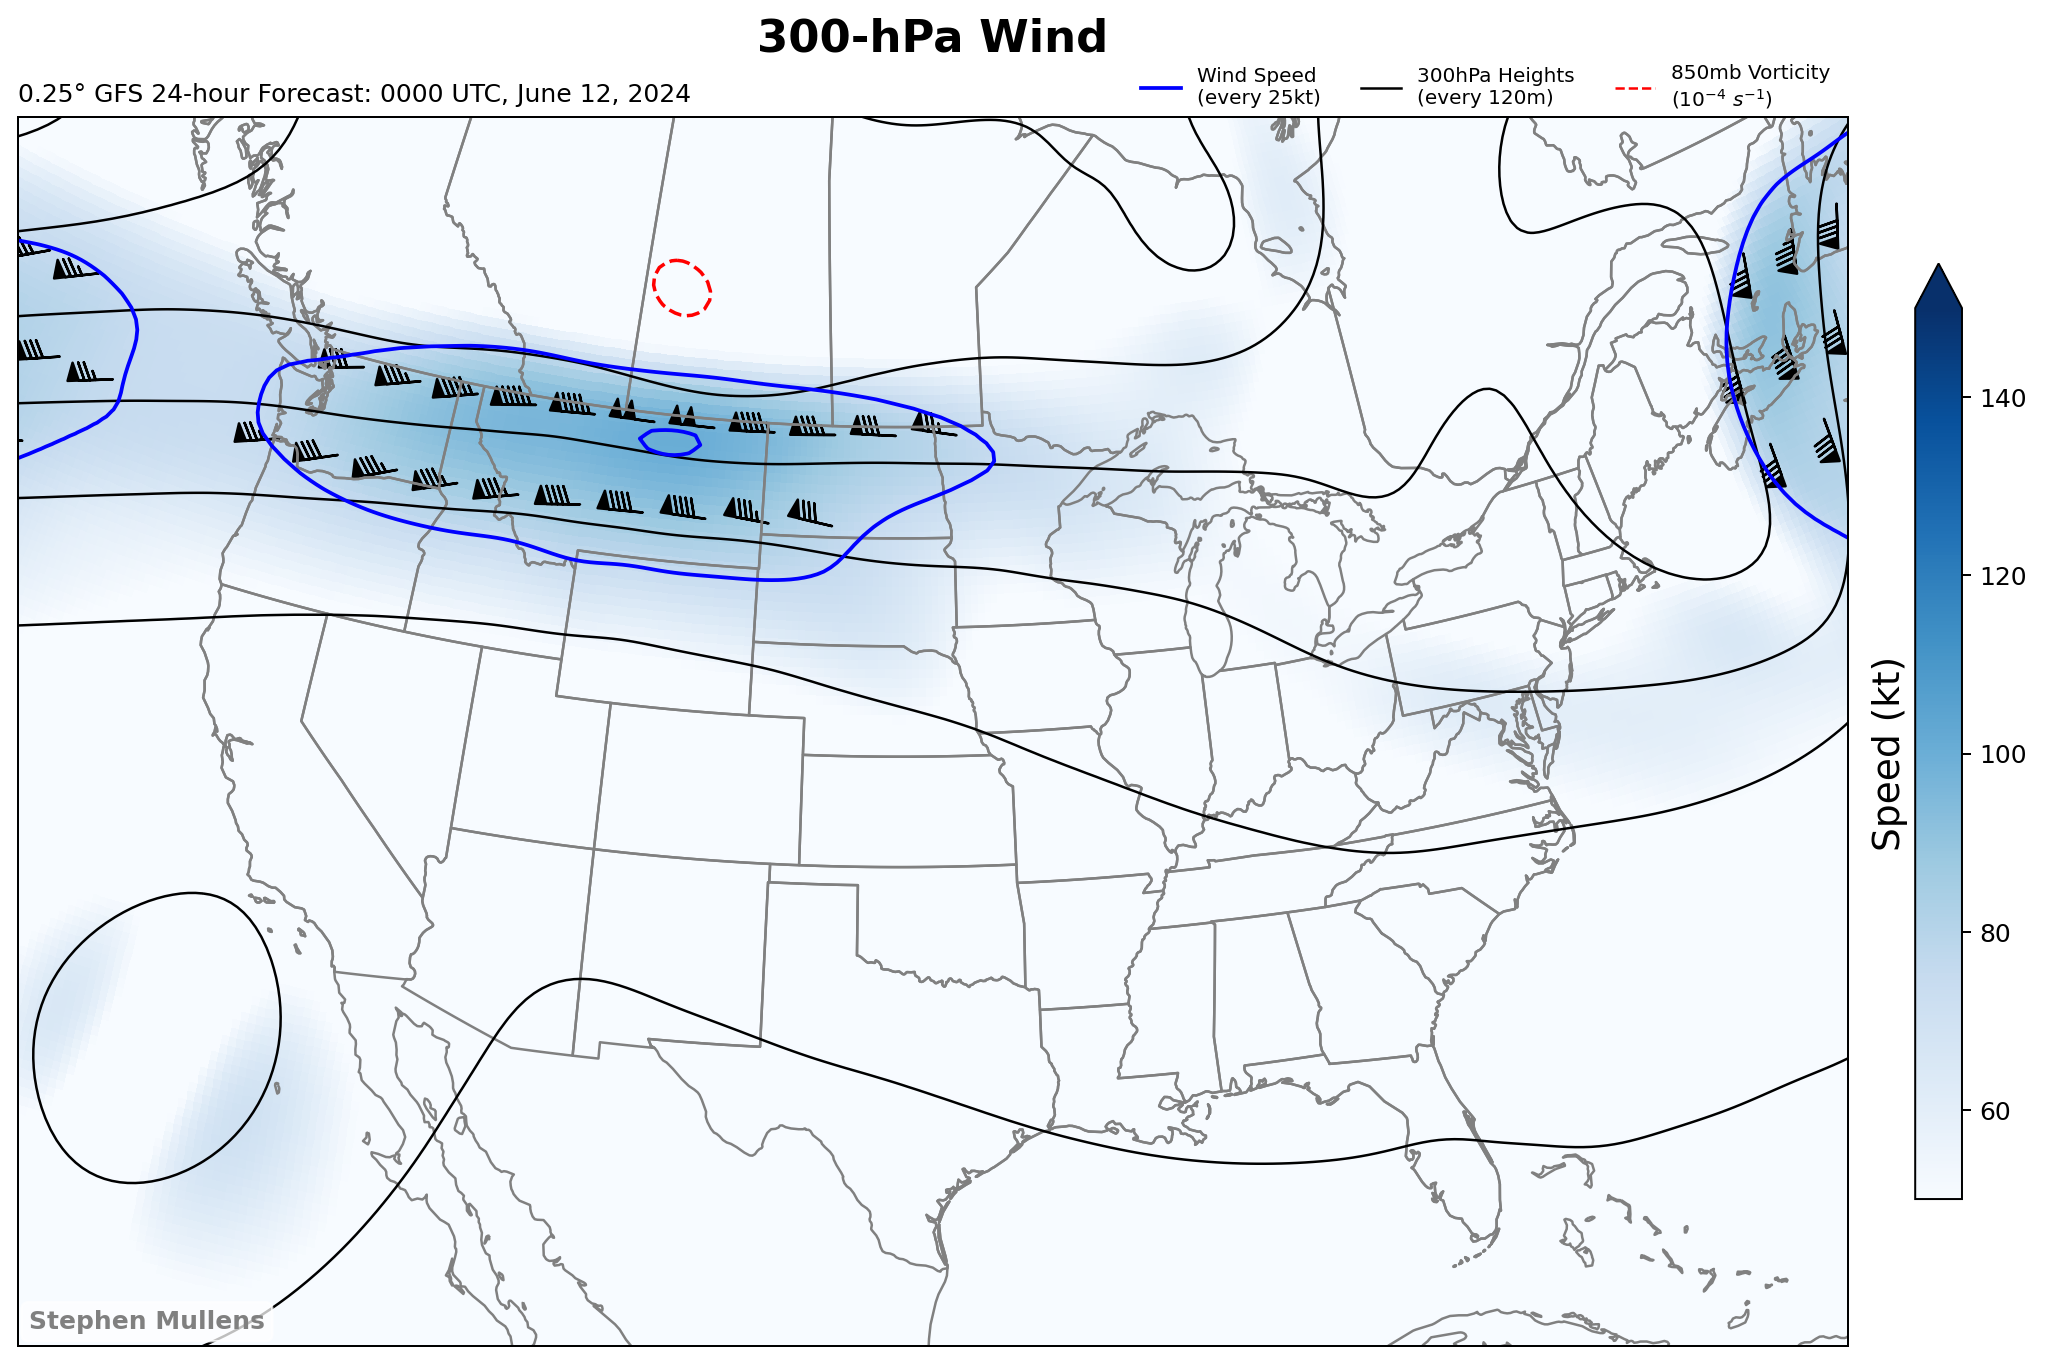 300-hPa Wind
0.25° GFS 24-hour Forecast: 0000 UTC, June 12, 2024
Wind Speed
(every 25kt)
300hPa Heights
(every 120m)
850mb Vorticity
(10⁻⁴ s⁻¹)
140
120
100
80
60
Speed (kt)
Stephen Mullens